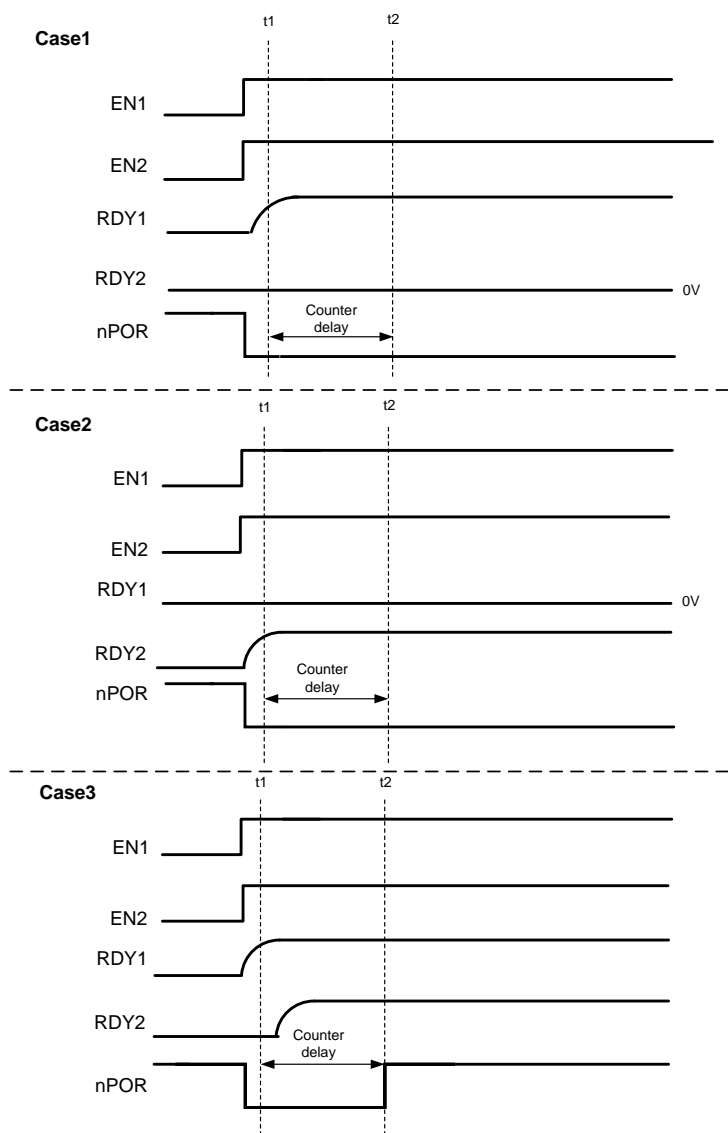 t1
t2
Case1
EN1
EN2
RDY1
RDY2
0V
Counter
delay
nPOR
t1
t2
Case2
EN1
EN2
RDY1
0V
RDY2
Counter
delay
nPOR
t1
t2
Case3
EN1
EN2
RDY1
RDY2
Counter
delay
nPOR